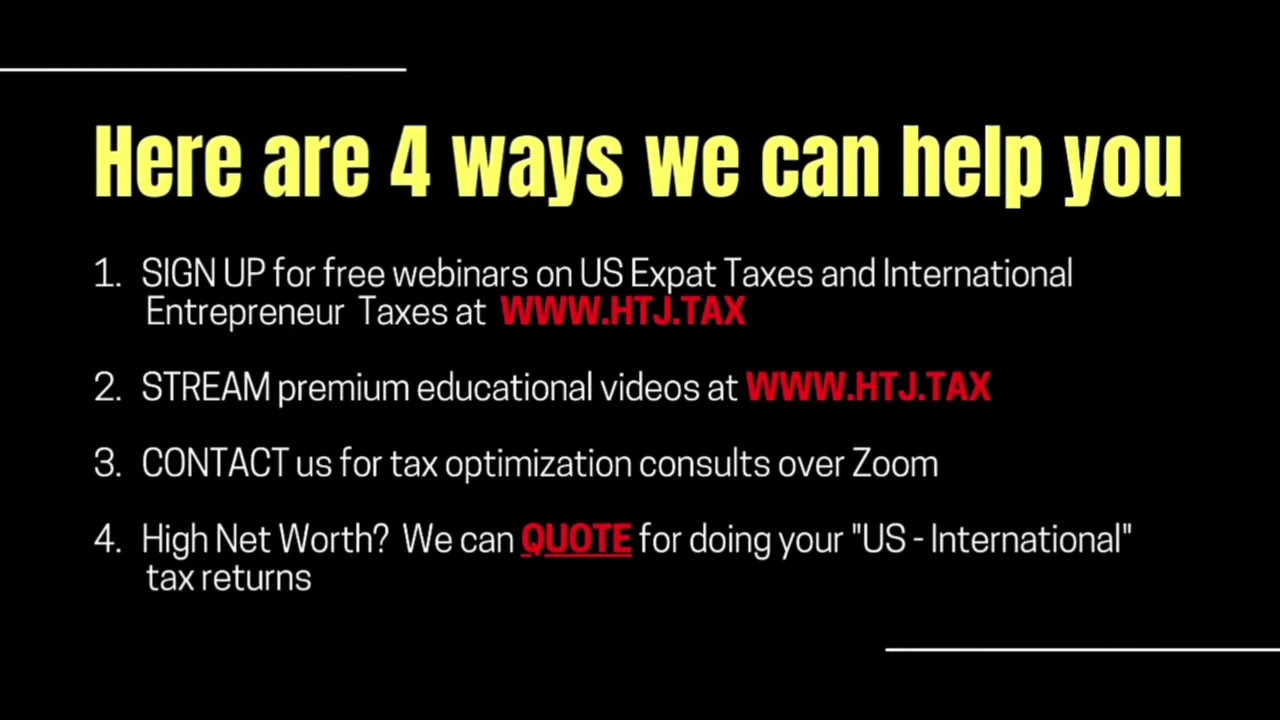 Here are 4 ways we can help you
1. SIGN UP for free webinars on US Expat Taxes and International
Entrepreneur Taxes at WWW.HTJ.TAX
2. STREAM premium educational videos at WWW.HTJ.TAX
3. CONTACT us for tax optimization consults over Zoom
4. High Net Worth? We can QUOTE for doing your "US - International"
tax returns